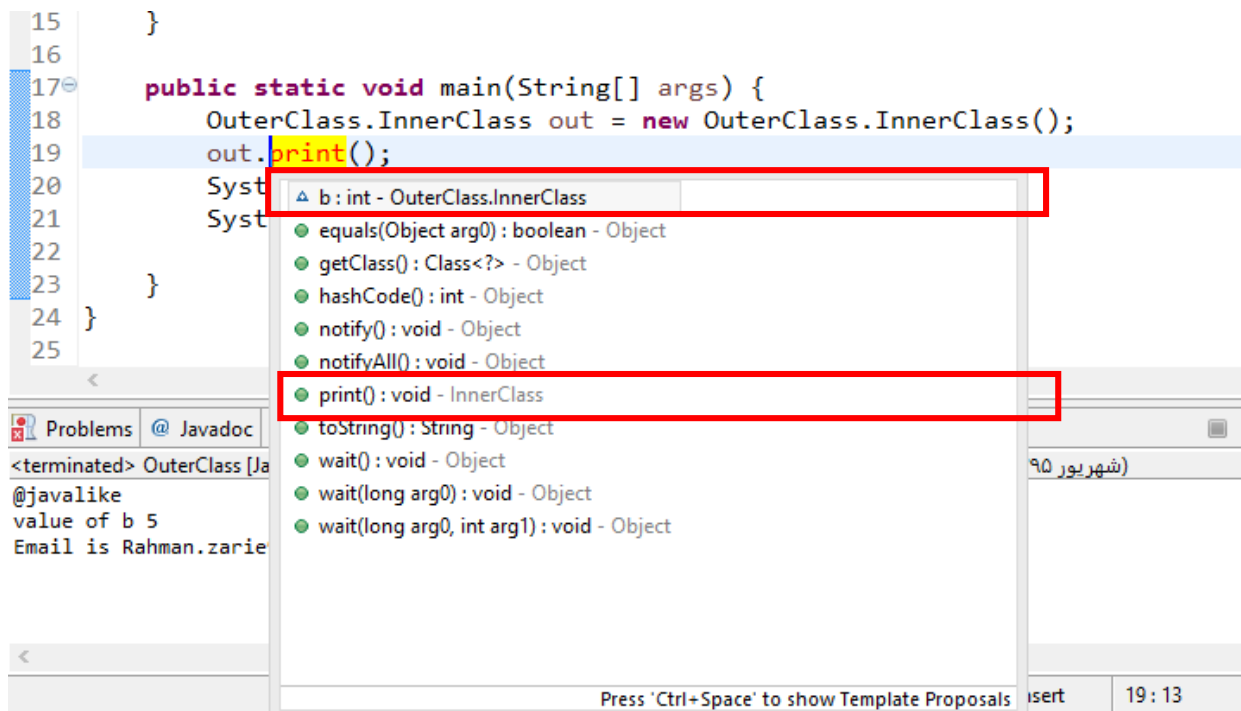 15 }
16
17 public static void main(String[] args) {
18 OuterClass.InnerClass out = new OuterClass.InnerClass();
19 out.print();
20 Syst
21 Syst
22
23 }
24 }
25
b : int - OuterClass.InnerClass
equals(Object arg0) : boolean - Object
getClass() : Class<?> - Object
hashCode() : int - Object
notify() : void - Object
notifyAll() : void - Object
print() : void - InnerClass
toString() : String - Object
wait() : void - Object
wait(long arg0) : void - Object
wait(long arg0, int arg1) : void - Object
Press 'Ctrl+Space' to show Template Proposals
Problems @ Javadoc
<terminated> OuterClass [Ja
شهریور ۹۵)
@javalike
value of b 5
Email is Rahman.zarie
sert 19 : 13